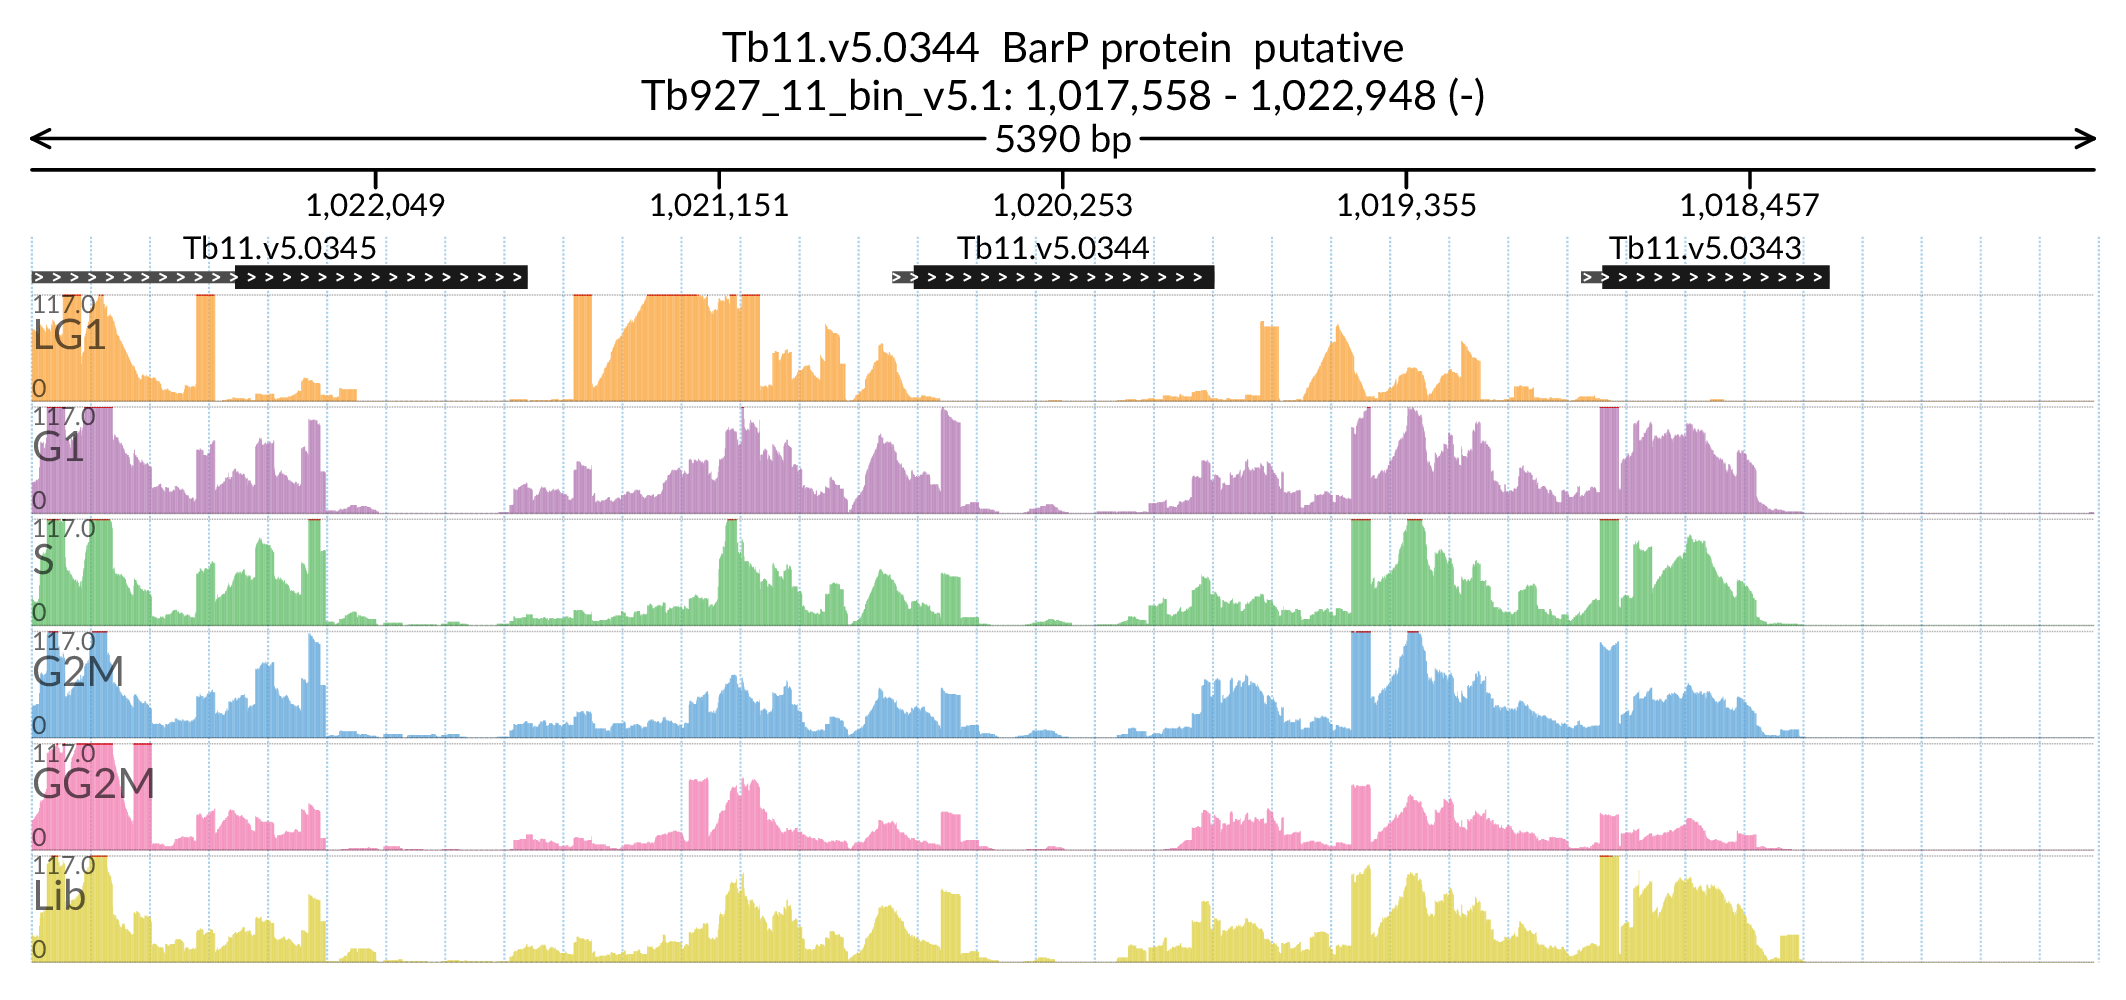 Tb11.v5.0344 BarP protein putative
Tb927_11_bin_v5.1: 1,017,558 - 1,022,948 (-)
5390 bp
1,022,049 1,021,151 1,020,253 1,019,355 1,018,457
Tb11.v5.0345 Tb11.v5.0344 Tb11.v5.0343
117.0
LG1
0
117.0
G1
0
117.0
S
0
117.0
G2M
0
117.0
GG2M
0
117.0
Lib
0